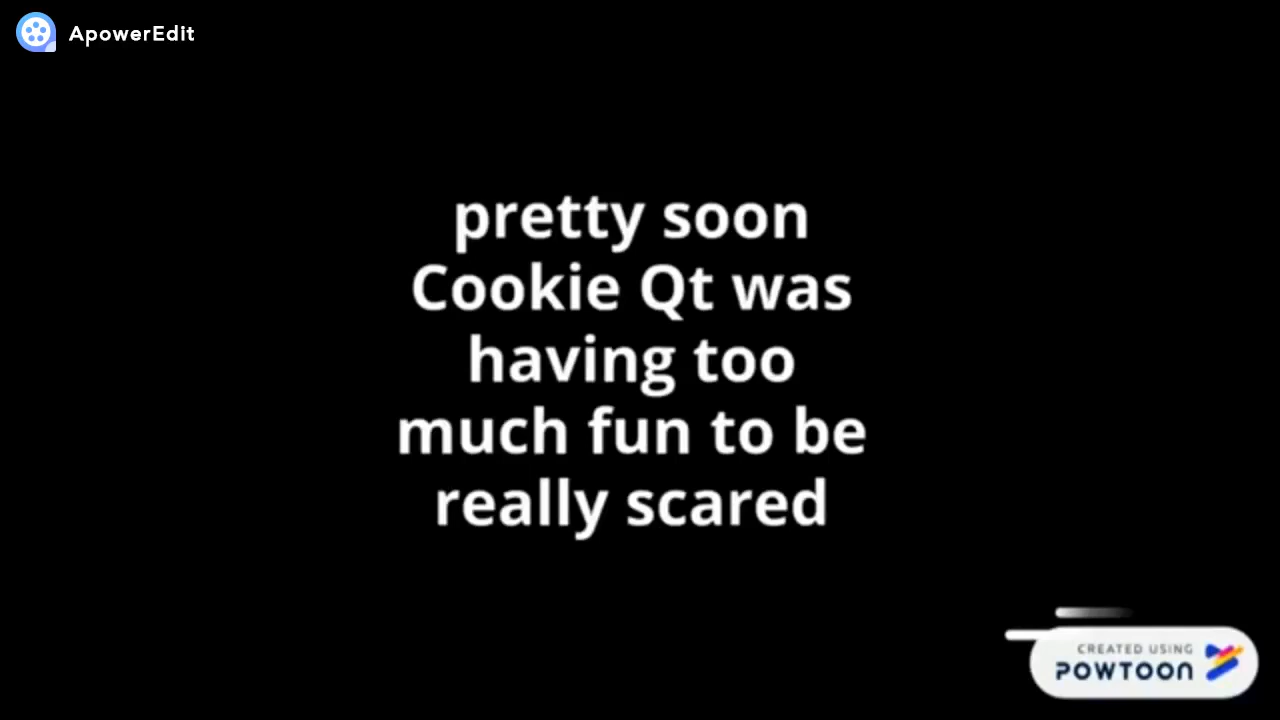 ApowerEdit
pretty soon
Cookie Qt was
having too
much fun to be
really scared
CREATED USING
POWTOON